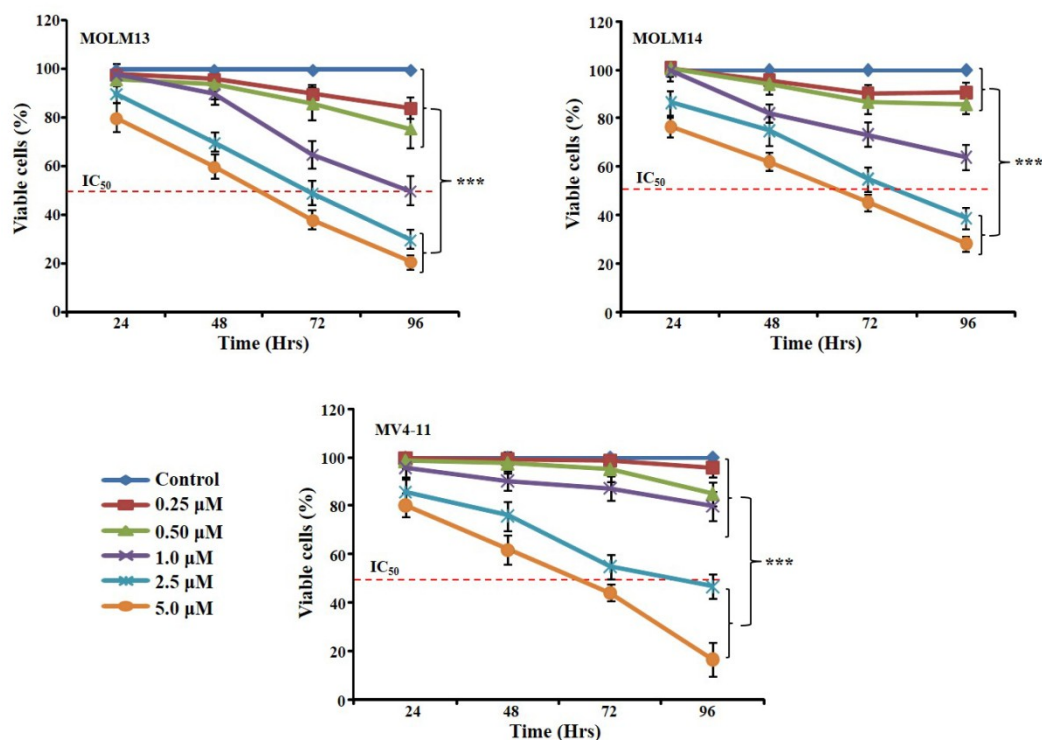 MOLM13
120
100
80
60
40
20
0
Viable cells (%)
IC50
***
24 48 72 96
Time (Hrs)
MOLM14
120
100
80
60
40
20
0
Viable cells (%)
IC50
***
24 48 72 96
Time (Hrs)
Control
0.25 µM
0.50 µM
1.0 µM
2.5 µM
5.0 µM
MV4-11
120
100
80
60
40
20
0
Viable cells (%)
IC50
***
24 48 72 96
Time (Hrs)